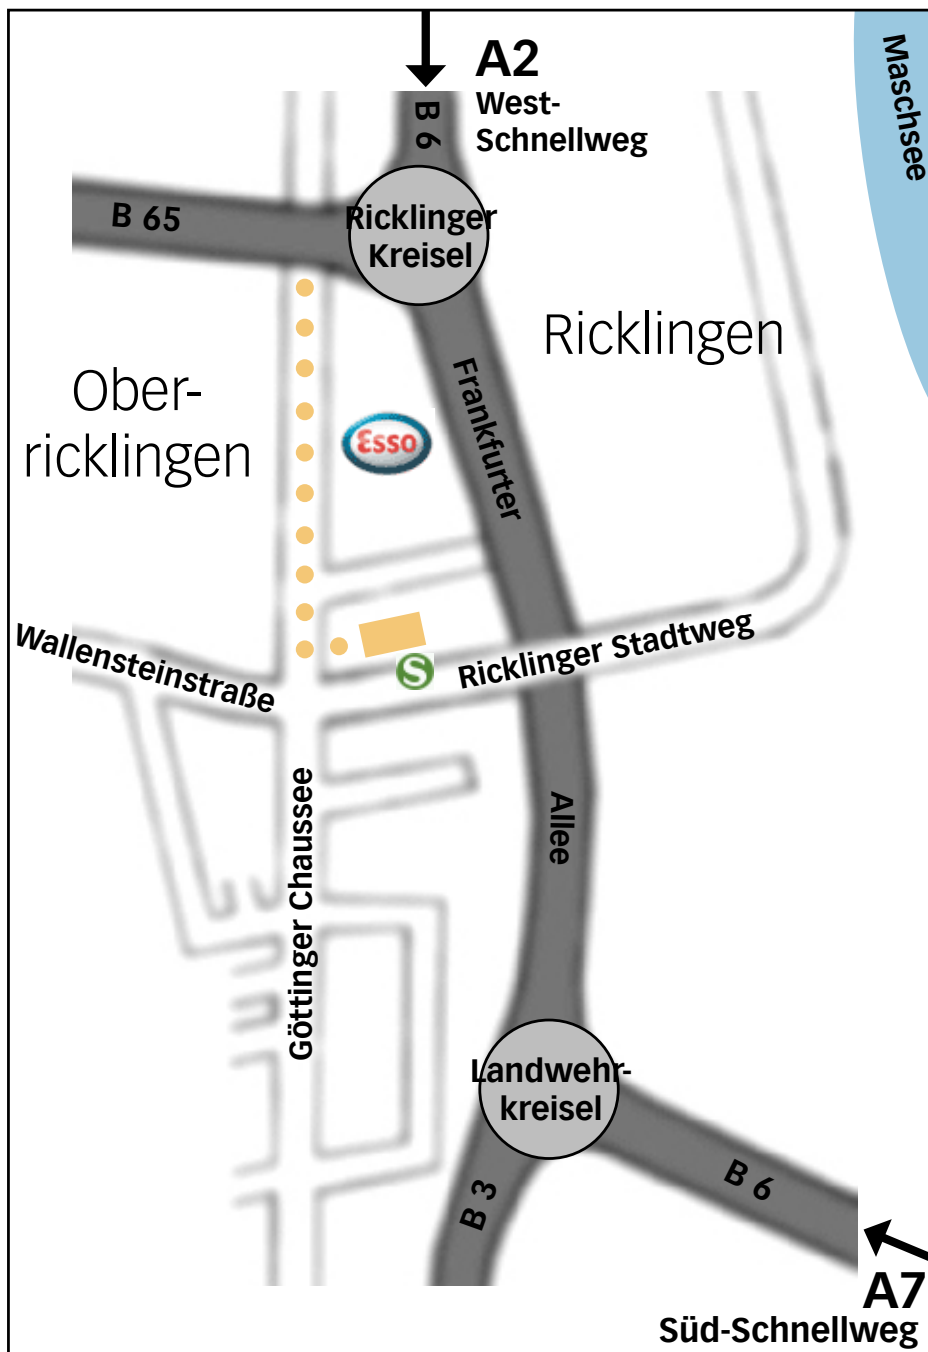 A2
West-
Schnellweg
Maschsee
B 6
B 65
Ricklinger
Kreisel
Ricklingen
Ober-
ricklingen
Esso
Frankfurter
Wallensteinstraße
S
Ricklinger Stadtweg
Allee
Göttinger Chaussee
Landwehr-
kreisel
B 3
B 6
A7
Süd-Schnellweg